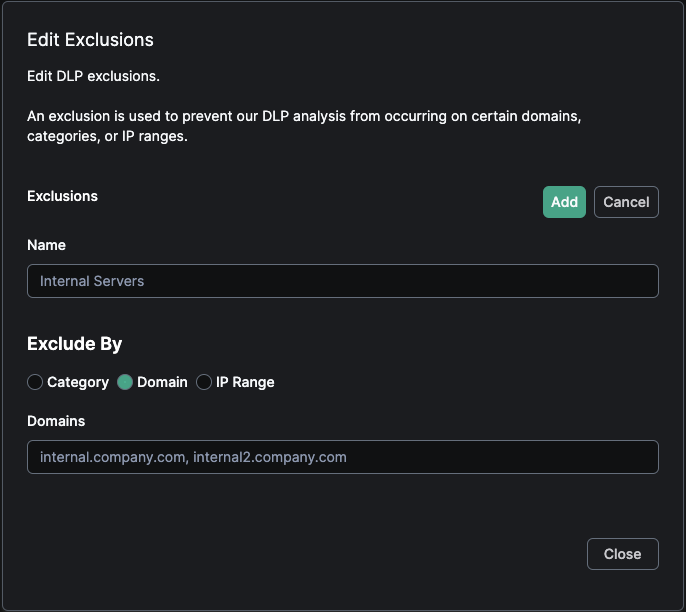 Edit Exclusions
Edit DLP exclusions.
An exclusion is used to prevent our DLP analysis from occurring on certain domains,
categories, or IP ranges.
Exclusions
Add Cancel
Name
Internal Servers
Exclude By
Category Domain IP Range
Domains
internal.company.com, internal2.company.com
Close